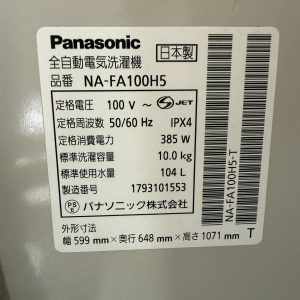 Panasonic 日本製
全自動電気洗濯機
品番 NA-FA100H5
定格電圧 100 V ~ S JET
定格周波数 50/60 Hz IPX4
定格消費電力 385 W
標準洗濯容量 10.0 kg
標準使用水量 104 L
製造番号 1793101553
PS E パナソニック株式会社
外形寸法
幅 599 mm×奥行 648 mm×高さ 1071 mm T
NA-FA100H5-T